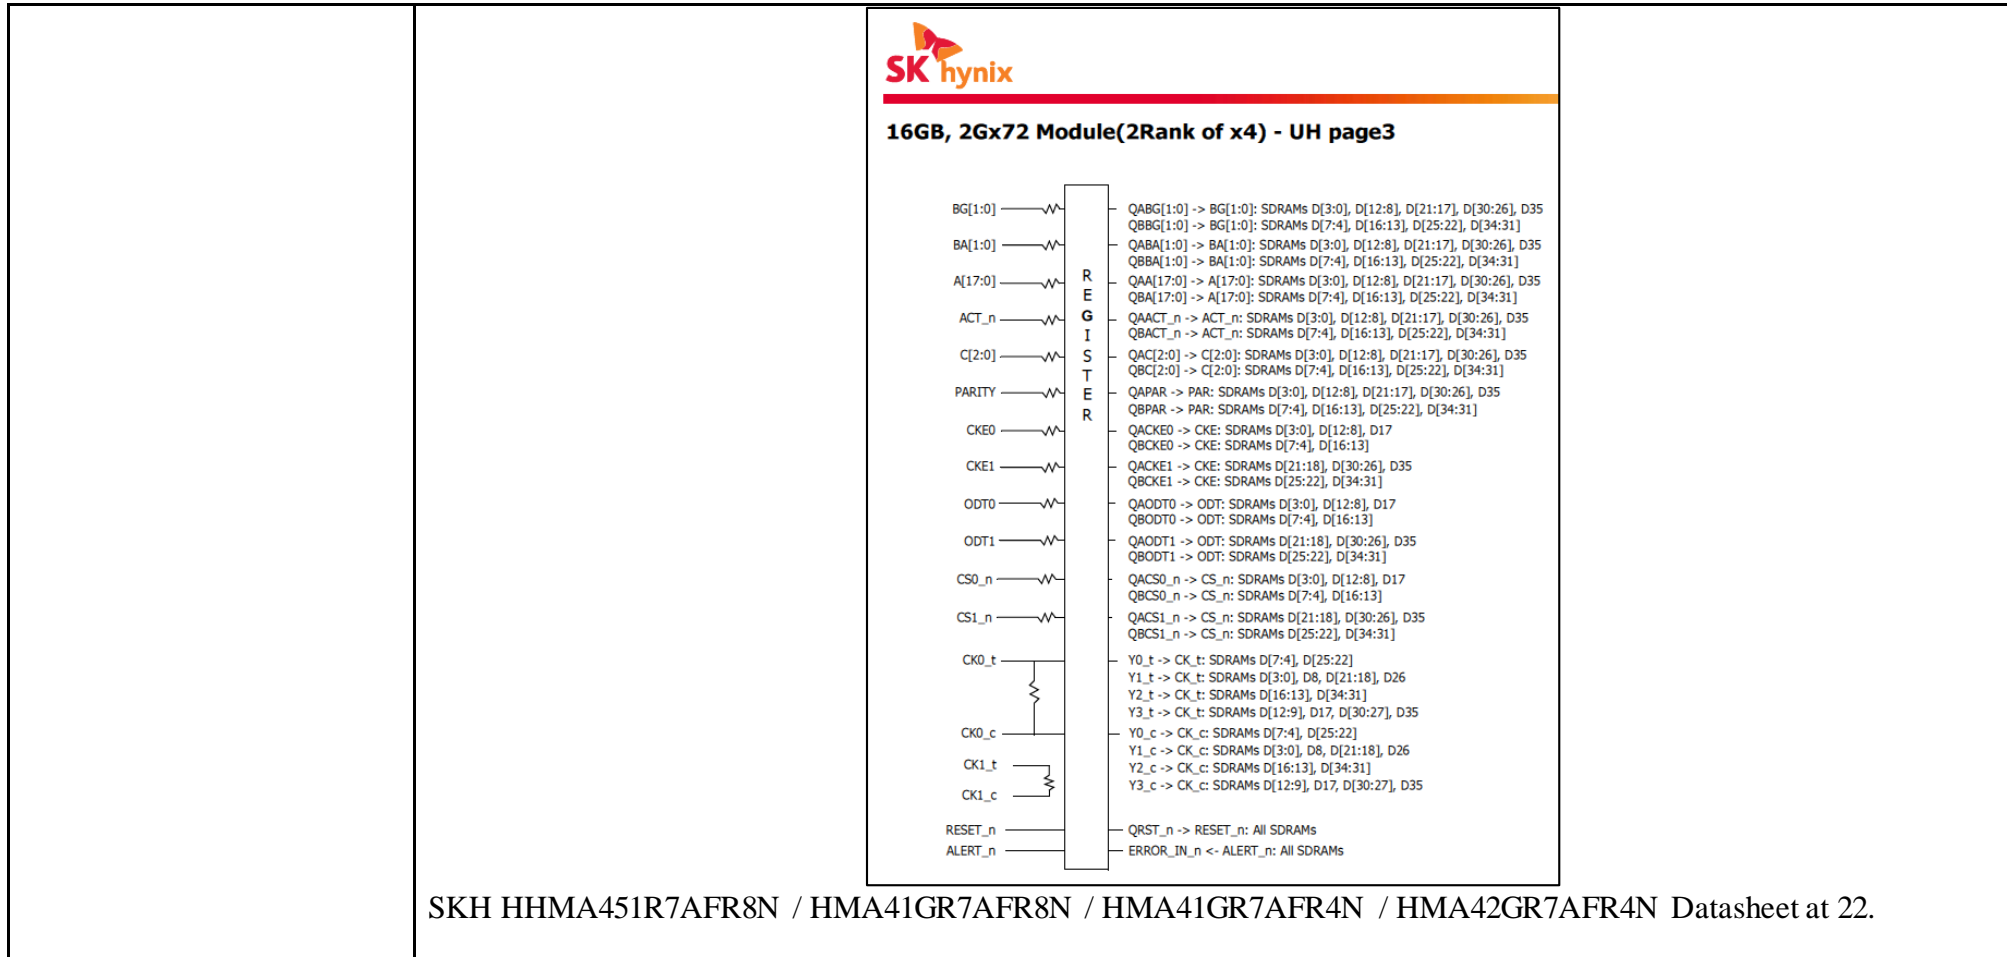 SK hynix
16GB, 2Gx72 Module(2Rank of x4) - UH page3
REGISTER
BG[1:0]
QABG[1:0] -> BG[1:0]: SDRAMs D[3:0], D[12:8], D[21:17], D[30:26], D35
QBBG[1:0] -> BG[1:0]: SDRAMs D[7:4], D[16:13], D[25:22], D[34:31]
BA[1:0]
QABA[1:0] -> BA[1:0]: SDRAMs D[3:0], D[12:8], D[21:17], D[30:26], D35
QBBA[1:0] -> BA[1:0]: SDRAMs D[7:4], D[16:13], D[25:22], D[34:31]
A[17:0]
QAA[17:0] -> A[17:0]: SDRAMs D[3:0], D[12:8], D[21:17], D[30:26], D35
QBA[17:0] -> A[17:0]: SDRAMs D[7:4], D[16:13], D[25:22], D[34:31]
ACT_n
QAACT_n -> ACT_n: SDRAMs D[3:0], D[12:8], D[21:17], D[30:26], D35
QBACT_n -> ACT_n: SDRAMs D[7:4], D[16:13], D[25:22], D[34:31]
C[2:0]
QAC[2:0] -> C[2:0]: SDRAMs D[3:0], D[12:8], D[21:17], D[30:26], D35
QBC[2:0] -> C[2:0]: SDRAMs D[7:4], D[16:13], D[25:22], D[34:31]
PARITY
QAPAR -> PAR: SDRAMs D[3:0], D[12:8], D[21:17], D[30:26], D35
QBPAR -> PAR: SDRAMs D[7:4], D[16:13], D[25:22], D[34:31]
CKE0
QACKE0 -> CKE: SDRAMs D[3:0], D[12:8], D17
QBCKE0 -> CKE: SDRAMs D[7:4], D[16:13]
CKE1
QACKE1 -> CKE: SDRAMs D[21:18], D[30:26], D35
QBCKE1 -> CKE: SDRAMs D[25:22], D[34:31]
ODT0
QAODT0 -> ODT: SDRAMs D[3:0], D[12:8], D17
QBODT0 -> ODT: SDRAMs D[7:4], D[16:13]
ODT1
QAODT1 -> ODT: SDRAMs D[21:18], D[30:26], D35
QBODT1 -> ODT: SDRAMs D[25:22], D[34:31]
CS0_n
QACS0_n -> CS_n: SDRAMs D[3:0], D[12:8], D17
QBCS0_n -> CS_n: SDRAMs D[7:4], D[16:13]
CS1_n
QACS1_n -> CS_n: SDRAMs D[21:18], D[30:26], D35
QBCS1_n -> CS_n: SDRAMs D[25:22], D[34:31]
CK0_t
Y0_t -> CK_t: SDRAMs D[7:4], D[25:22]
Y1_t -> CK_t: SDRAMs D[3:0], D8, D[21:18], D26
Y2_t -> CK_t: SDRAMs D[16:13], D[34:31]
Y3_t -> CK_t: SDRAMs D[12:9], D17, D[30:27], D35
CK0_c
Y0_c -> CK_c: SDRAMs D[7:4], D[25:22]
Y1_c -> CK_c: SDRAMs D[3:0], D8, D[21:18], D26
CK1_t
Y2_c -> CK_c: SDRAMs D[16:13], D[34:31]
Y3_c -> CK_c: SDRAMs D[12:9], D17, D[30:27], D35
CK1_c
RESET_n
QRST_n -> RESET_n: All SDRAMs
ALERT_n
ERROR_IN_n <- ALERT_n: All SDRAMs
SKH HHMA451R7AFR8N / HMA41GR7AFR8N / HMA41GR7AFR4N / HMA42GR7AFR4N Datasheet at 22.